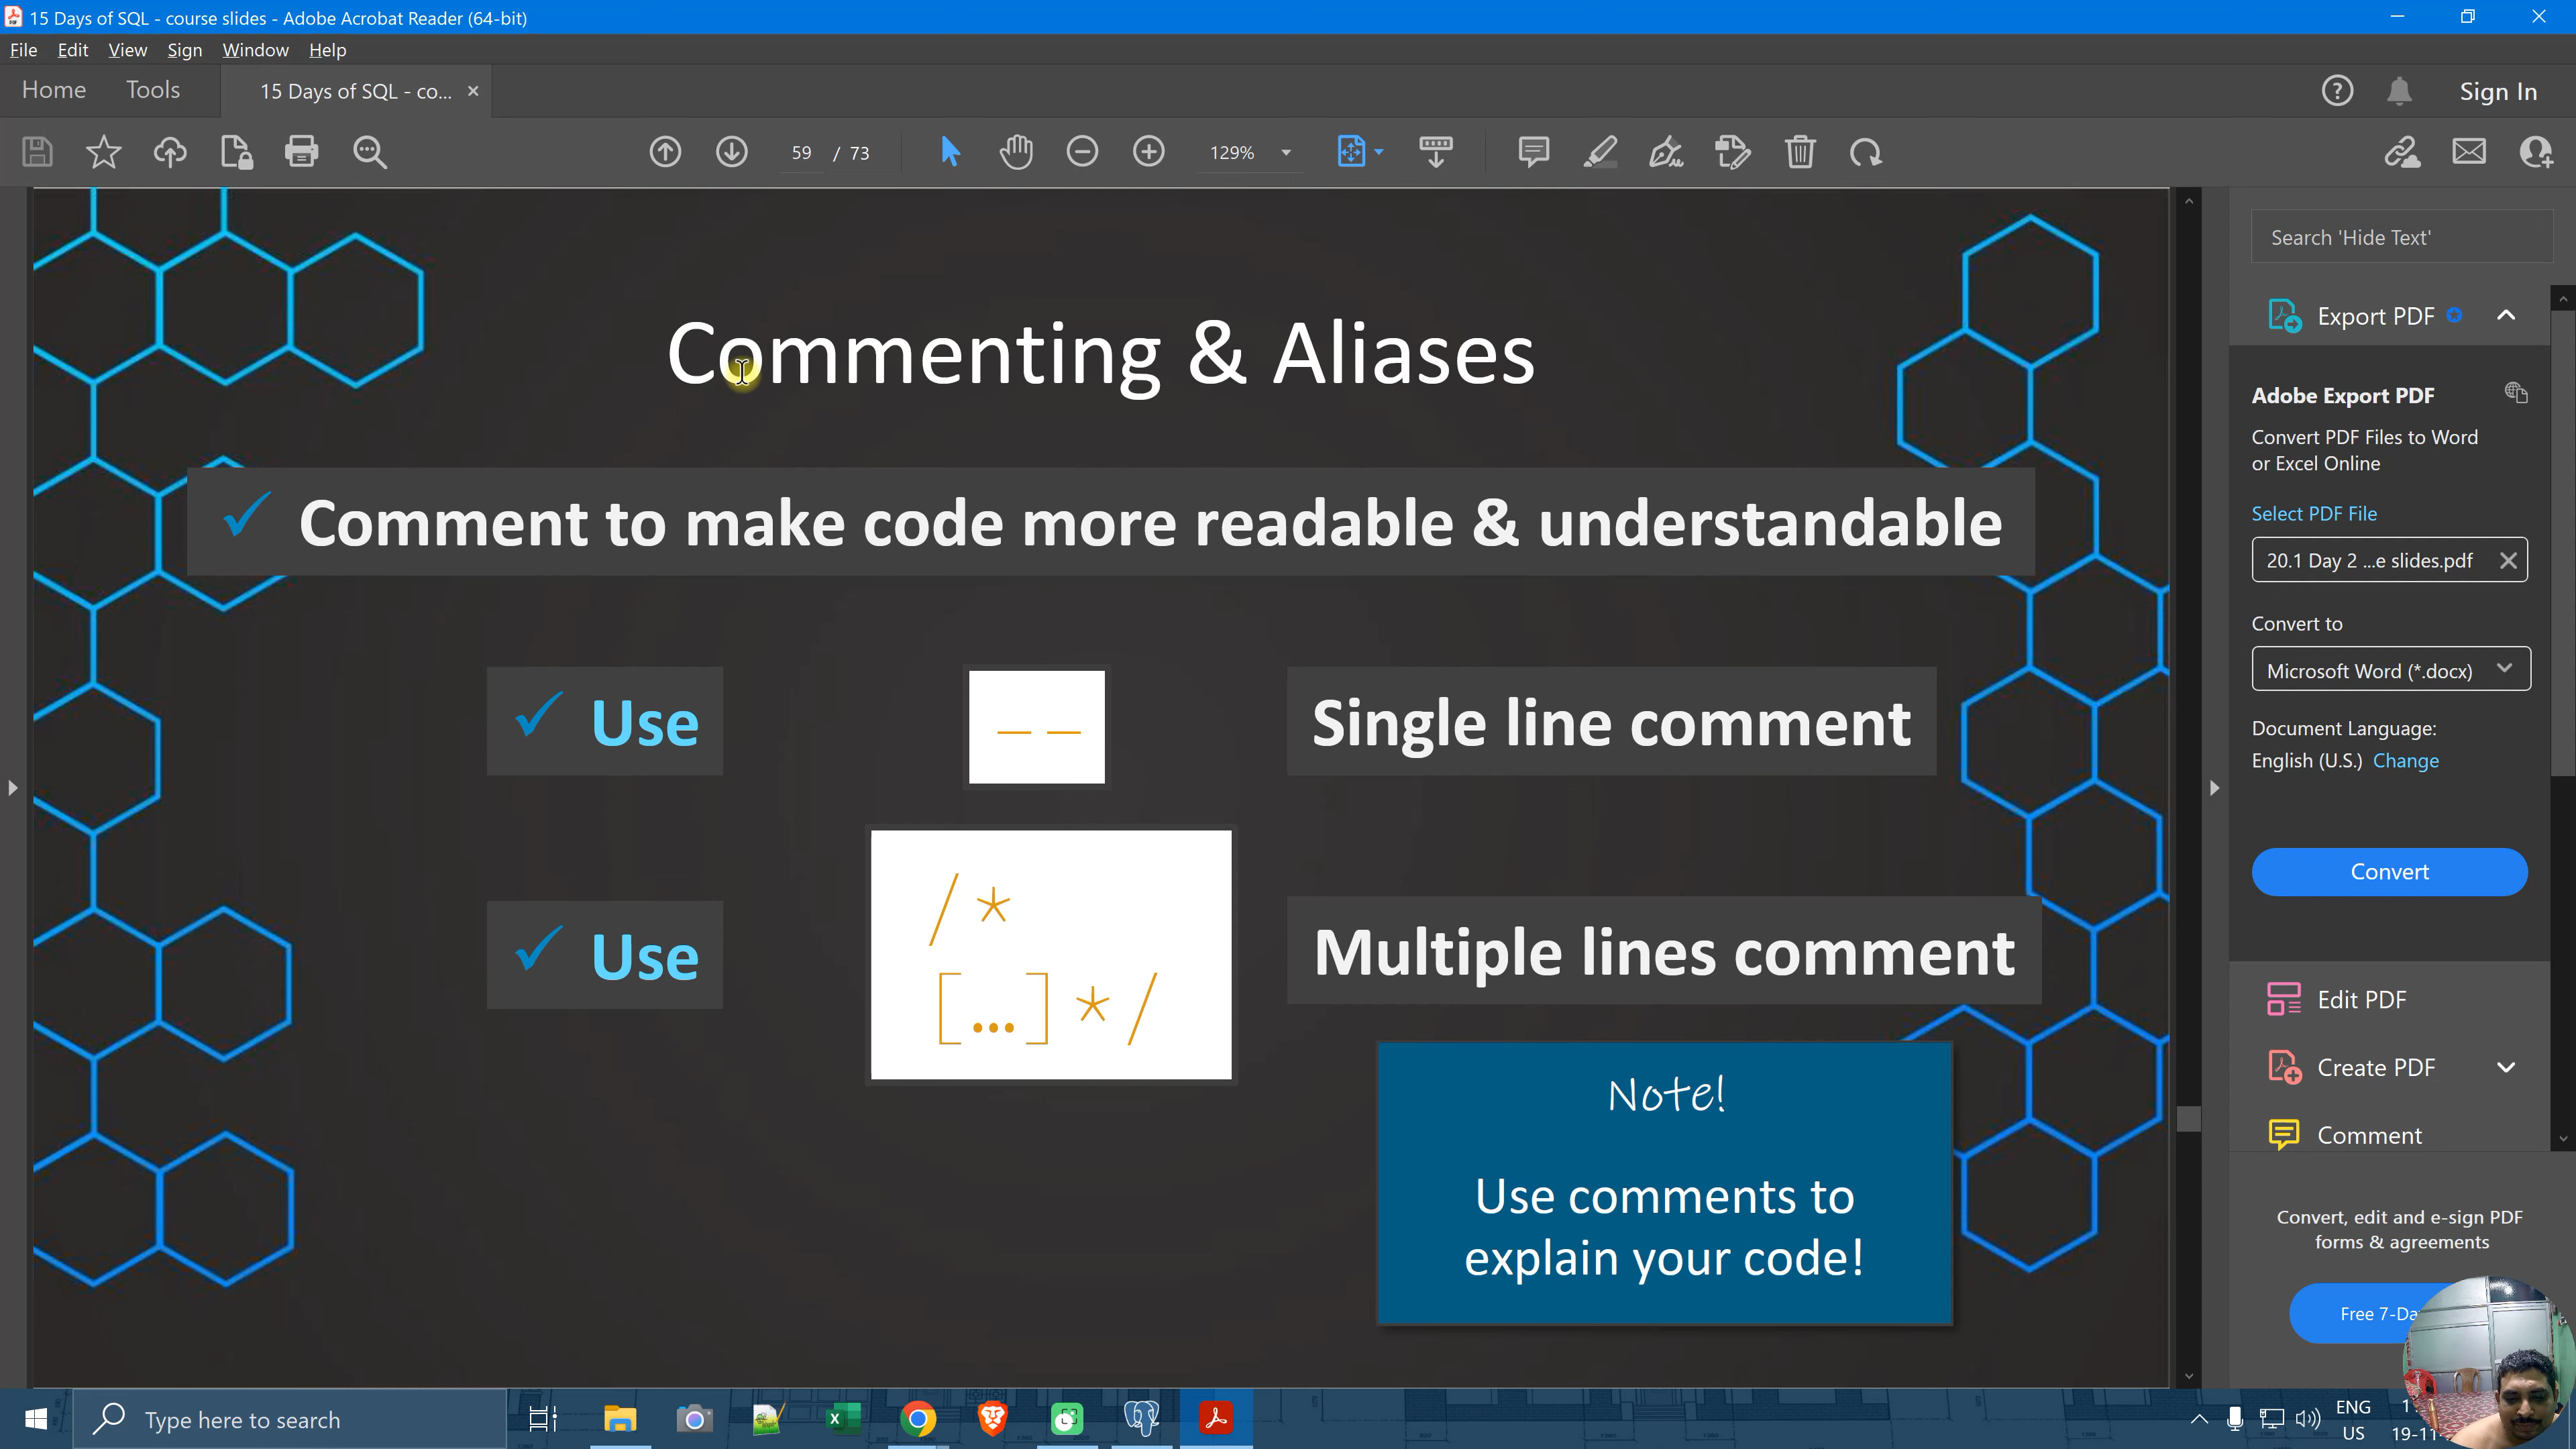 15 Days of SQL - course slides - Adobe Acrobat Reader (64-bit)
File Edit View Sign Window Help
Home Tools 15 Days of SQL - co... Sign In
59 / 73 129%
Commenting & Aliases
Comment to make code more readable & understandable
Use -- Single line comment
/*
Use [...] */ Multiple lines comment
Note!
Use comments to
explain your code!
Search 'Hide Text'
Export PDF
Adobe Export PDF
Convert PDF Files to Word
or Excel Online
Select PDF File
20.1 Day 2 ...e slides.pdf
Convert to
Microsoft Word (*.docx)
Document Language:
English (U.S.) Change
Convert
Edit PDF
Create PDF
Comment
Convert, edit and e-sign PDF
forms & agreements
Free 7-Da
Type here to search
ENG
US
19-11